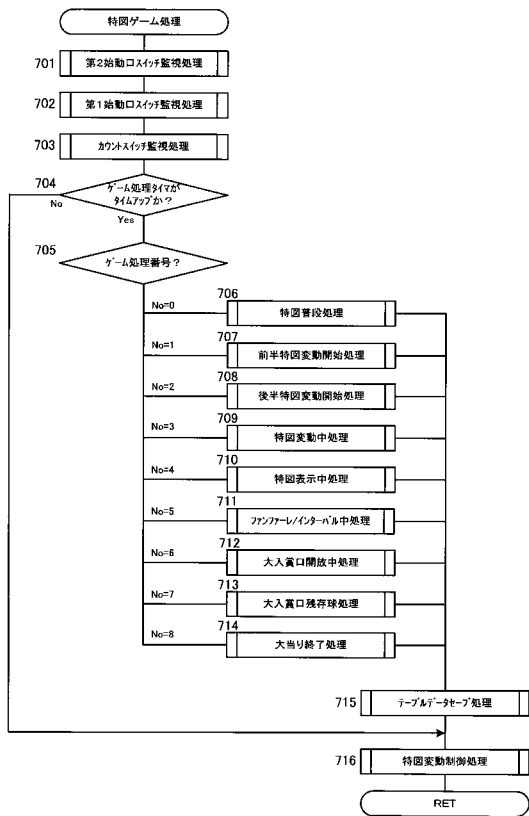 特図ゲーム処理
701
第2始動口スイッチ監視処理
702
第1始動口スイッチ監視処理
703
カウントスイッチ監視処理
704
ゲーム処理タイマが
タイムアップか?
No
Yes
705
ゲーム処理番号?
No=0
706
特図普段処理
No=1
707
前半特図変動開始処理
No=2
708
後半特図変動開始処理
No=3
709
特図変動中処理
No=4
710
特図表示中処理
No=5
711
ファンファーレ/インターバル中処理
No=6
712
大入賞口開放中処理
No=7
713
大入賞口残存球処理
No=8
714
大当り終了処理
715
テーブルデータセーブ処理
716
特図変動制御処理
RET